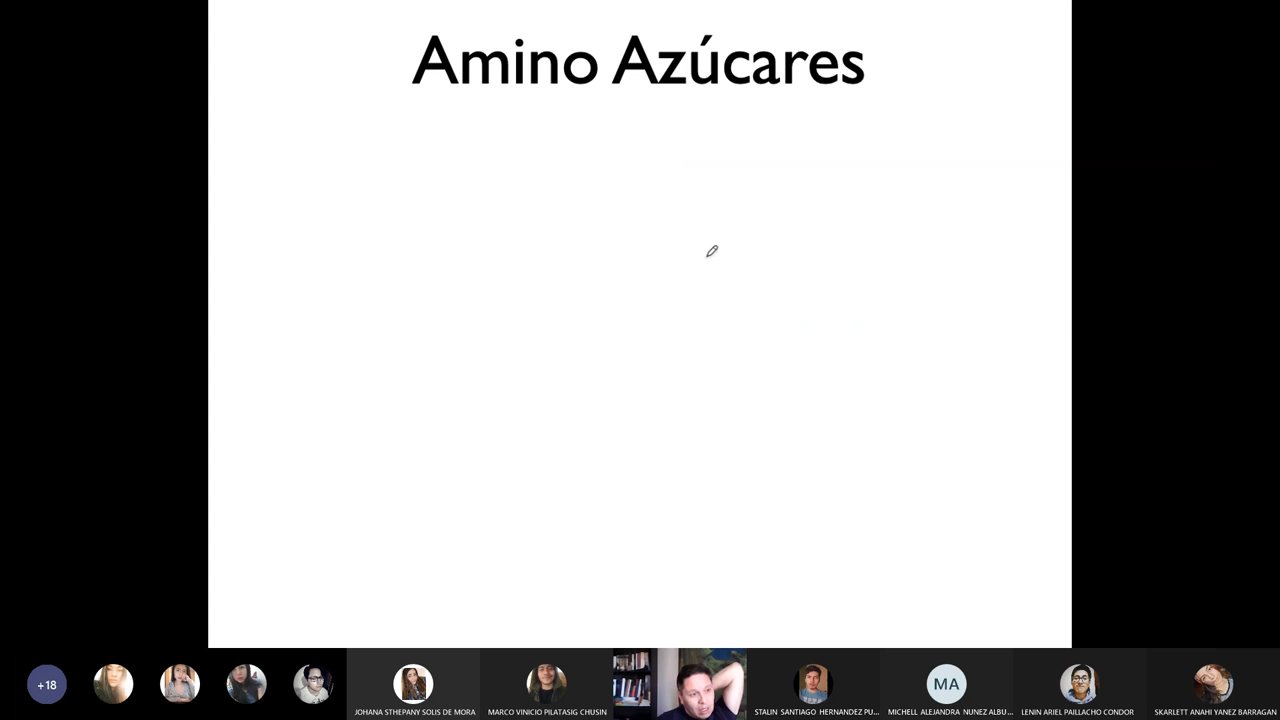 Amino Azúcares
+18
JOHANA STHEPANY SOLIS DE MORA
MARCO VINICIO PILATASIG CHUSIN
STALIN SANTIAGO HERNANDEZ PU...
MA
MICHELL ALEJANDRA NUNEZ ALBU...
LENIN ARIEL PAILLACHO CONDOR
SKARLETT ANAHI YANEZ BARRAGAN